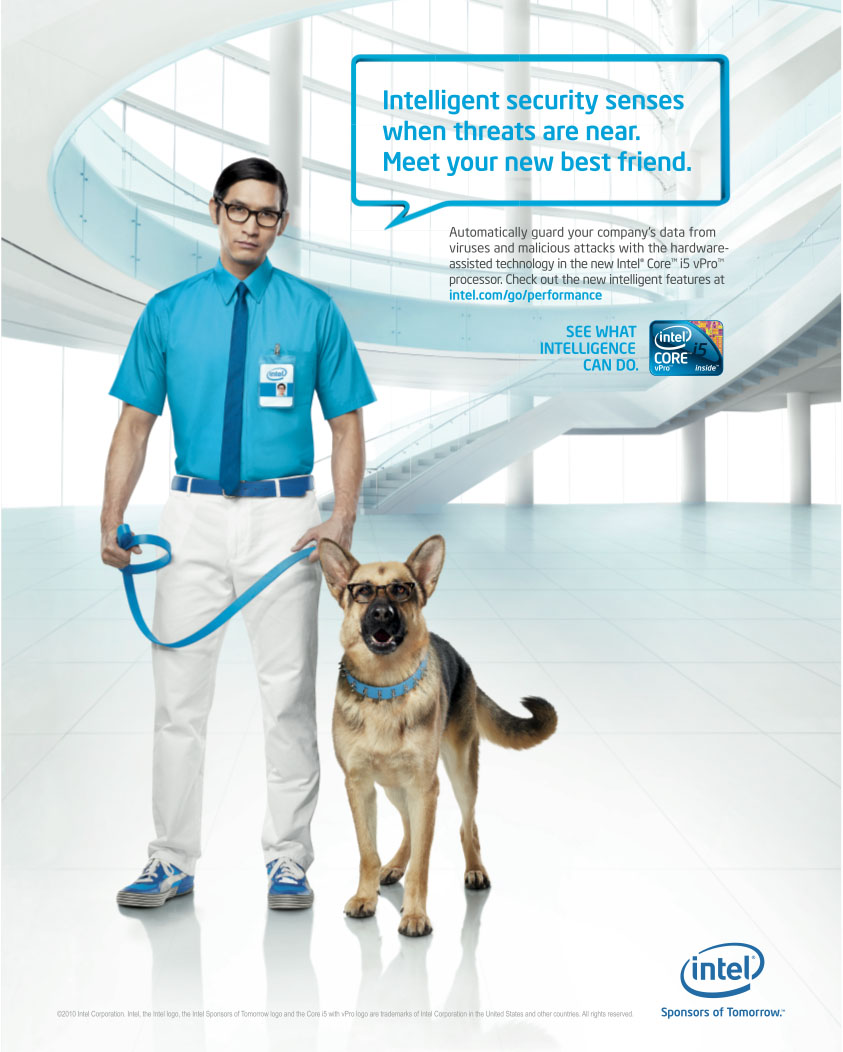 Intelligent security senses
when threats are near.
Meet your new best friend.
Automatically guard your company's data from
viruses and malicious attacks with the hardware-
assisted technology in the new Intel® Core™ i5 vPro™
processor. Check out the new intelligent features at
intel.com/go/performance
SEE WHAT
INTELLIGENCE
CAN DO.
intel
CORE i5
vPro™ inside™
intel
intel®
Sponsors of Tomorrow.™
©2010 Intel Corporation. Intel, the Intel logo, the Intel Sponsors of Tomorrow logo and the Core i5 with vPro logo are trademarks of Intel Corporation in the United States and other countries. All rights reserved.